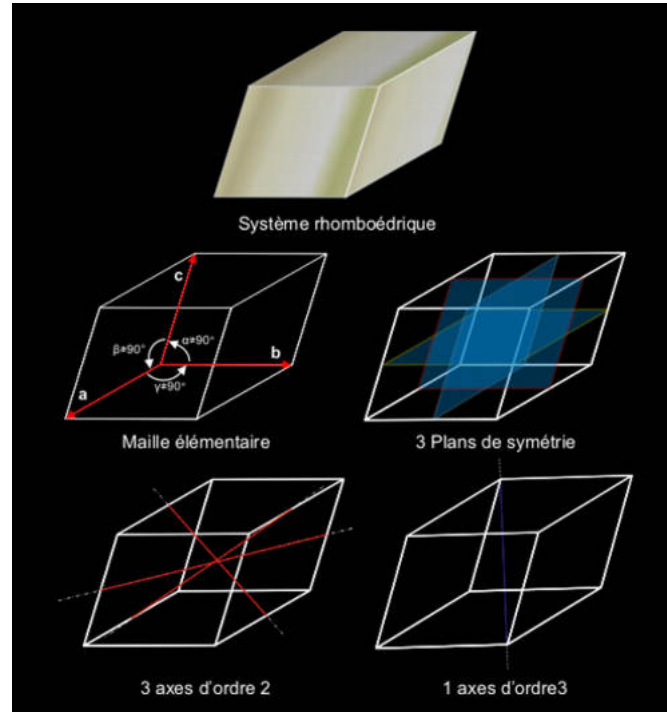 Système rhomboédrique
c
β≠90°
α≠90°
b
a
γ≠90°
Maille élémentaire
3 Plans de symétrie
3 axes d'ordre 2
1 axes d'ordre3